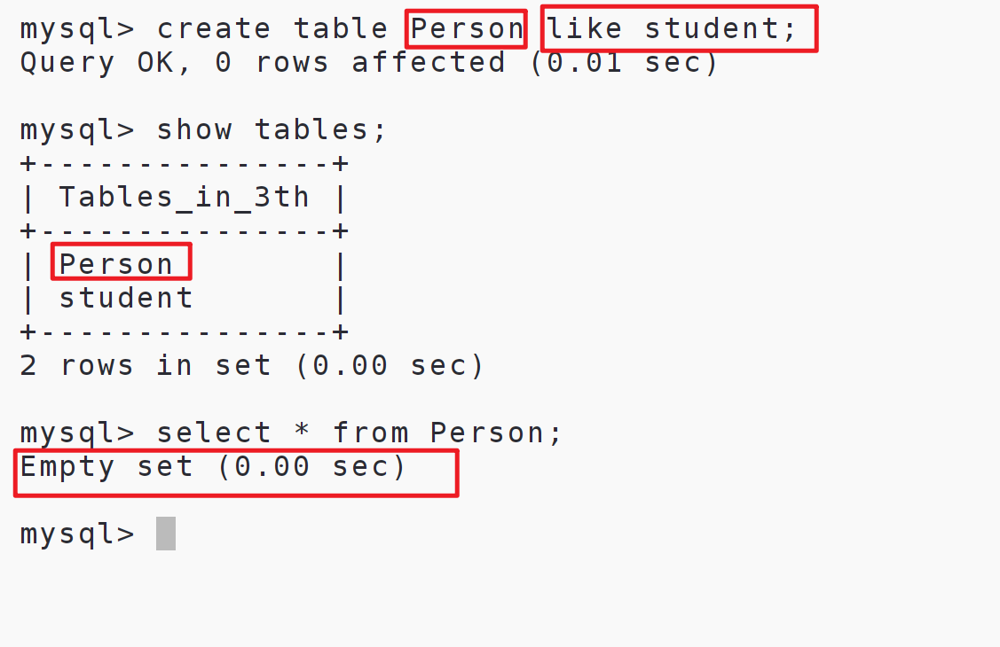 mysql> create table Person like student;
Query OK, 0 rows affected (0.01 sec)
mysql> show tables;
+---------------+
| Tables_in_3th |
+---------------+
| Person        |
| student       |
+---------------+
2 rows in set (0.00 sec)
mysql> select * from Person;
Empty set (0.00 sec)
mysql>